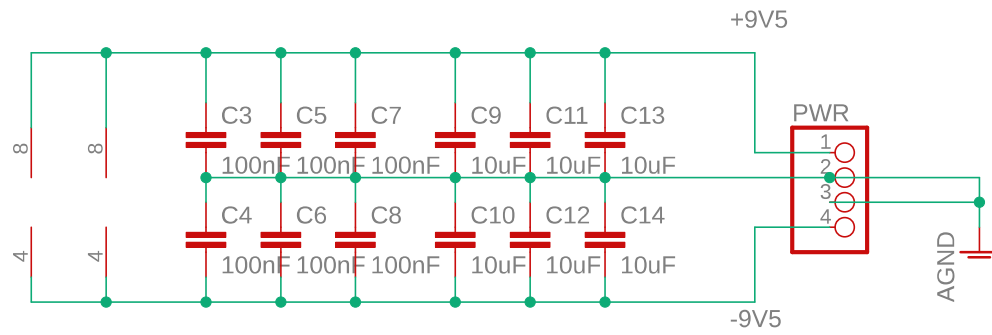 +9V5
C3 C5 C7 C9 C11 C13 PWR
8 8 1
100nF 100nF 100nF 10uF 10uF 10uF 2
3
C4 C6 C8 C10 C12 C14 4
4 4 100nF 100nF 100nF 10uF 10uF 10uF AGND
-9V5